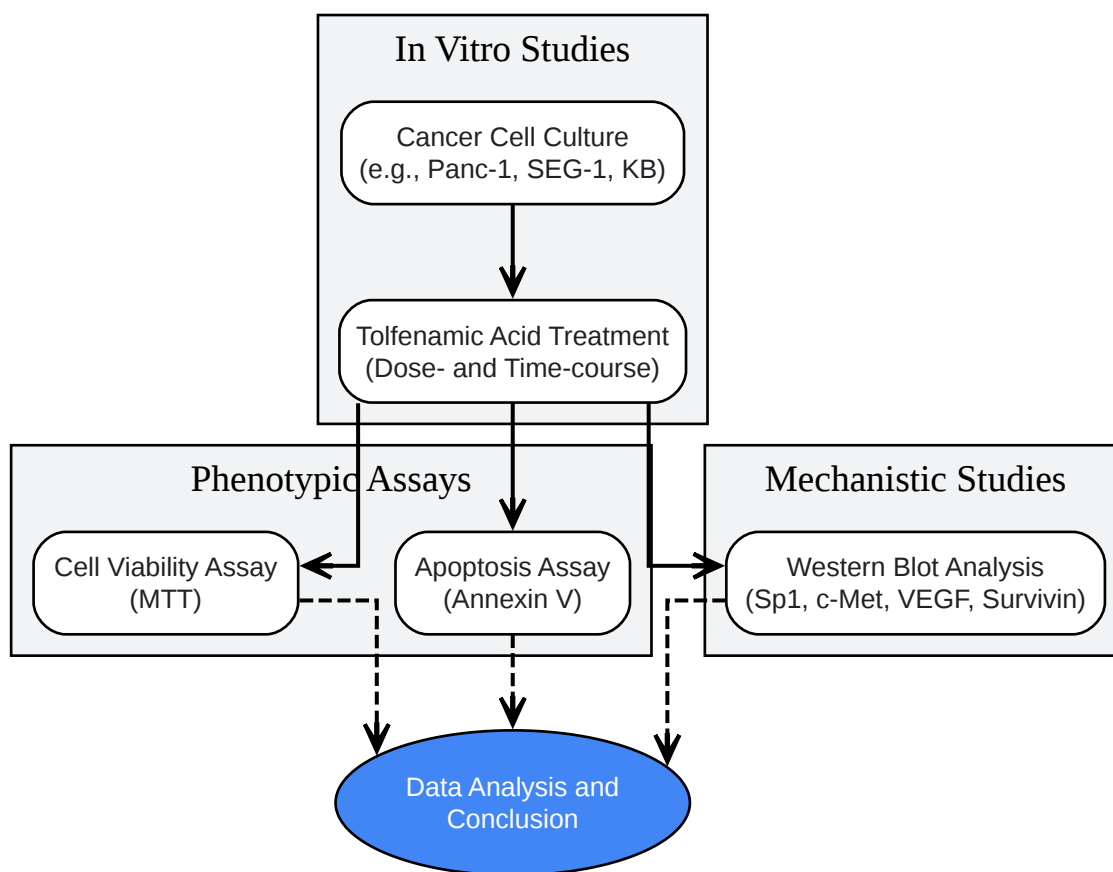 In Vitro Studies
Cancer Cell Culture
(e.g., Panc-1, SEG-1, KB)
Tolfenamic Acid Treatment
(Dose- and Time-course)
Phenotypic Assays
Mechanistic Studies
Cell Viability Assay
(MTT)
Apoptosis Assay
(Annexin V)
Western Blot Analysis
(Sp1, c-Met, VEGF, Survivin)
Data Analysis and
Conclusion